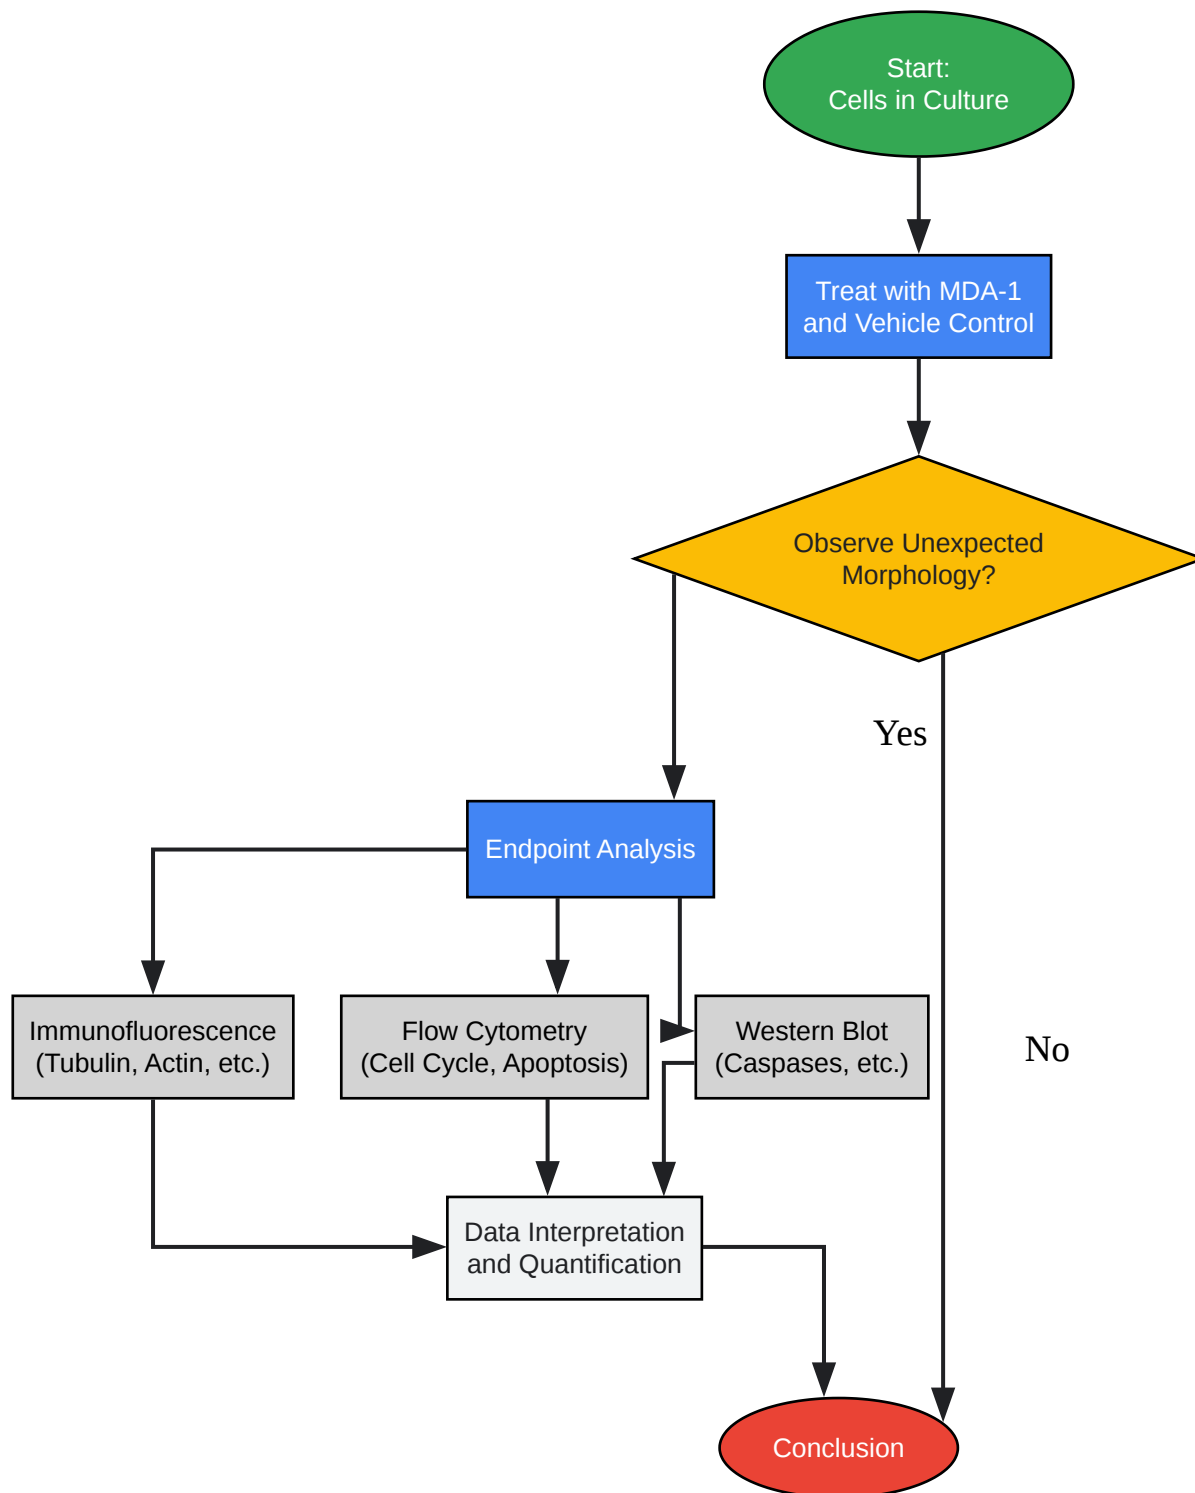 Start:
Cells in Culture
Treat with MDA-1
and Vehicle Control
Observe Unexpected
Morphology?
Yes
Endpoint Analysis
Immunofluorescence
(Tubulin, Actin, etc.)
Flow Cytometry
(Cell Cycle, Apoptosis)
Western Blot
(Caspases, etc.)
No
Data Interpretation
and Quantification
Conclusion